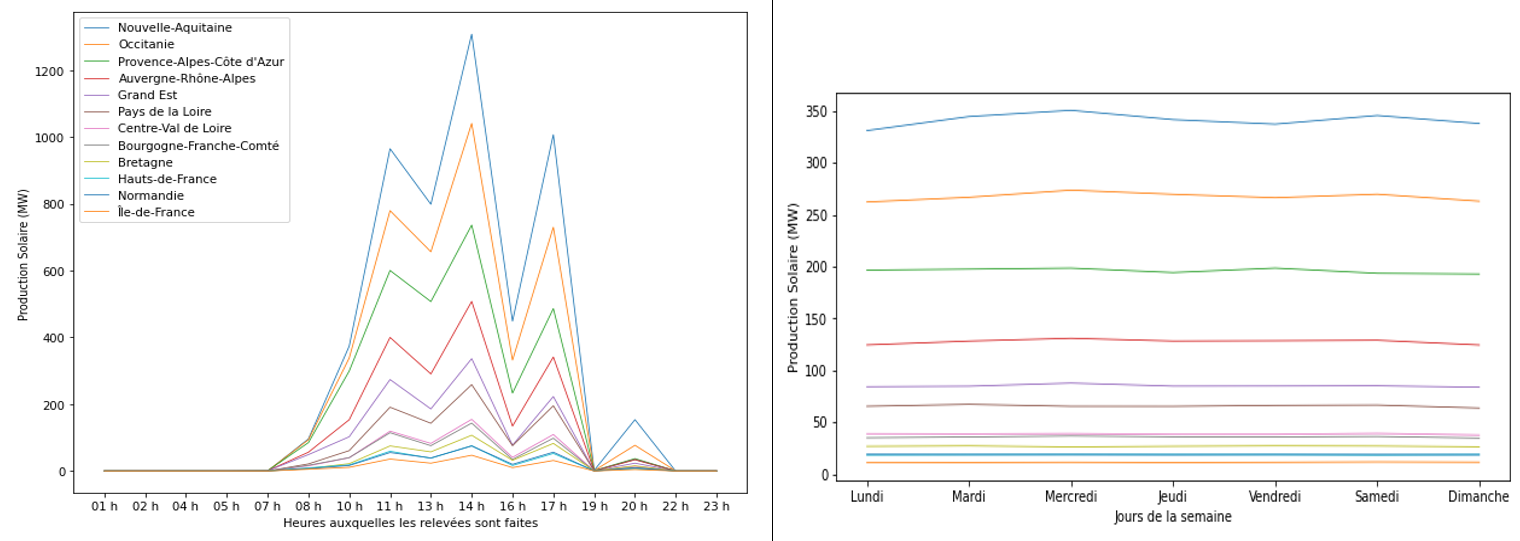 Nouvelle-Aquitaine
Occitanie
Provence-Alpes-Côte d'Azur
Auvergne-Rhône-Alpes
Grand Est
Pays de la Loire
Centre-Val de Loire
Bourgogne-Franche-Comté
Bretagne
Hauts-de-France
Normandie
Île-de-France
1200
1000
800
600
400
200
0
Production Solaire (MW)
01 h 02 h 04 h 05 h 07 h 08 h 10 h 11 h 13 h 14 h 16 h 17 h 19 h 20 h 22 h 23 h
Heures auxquelles les relevées sont faites
350
300
250
200
150
100
50
0
Production Solaire (MW)
Lundi Mardi Mercredi Jeudi Vendredi Samedi Dimanche
Jours de la semaine